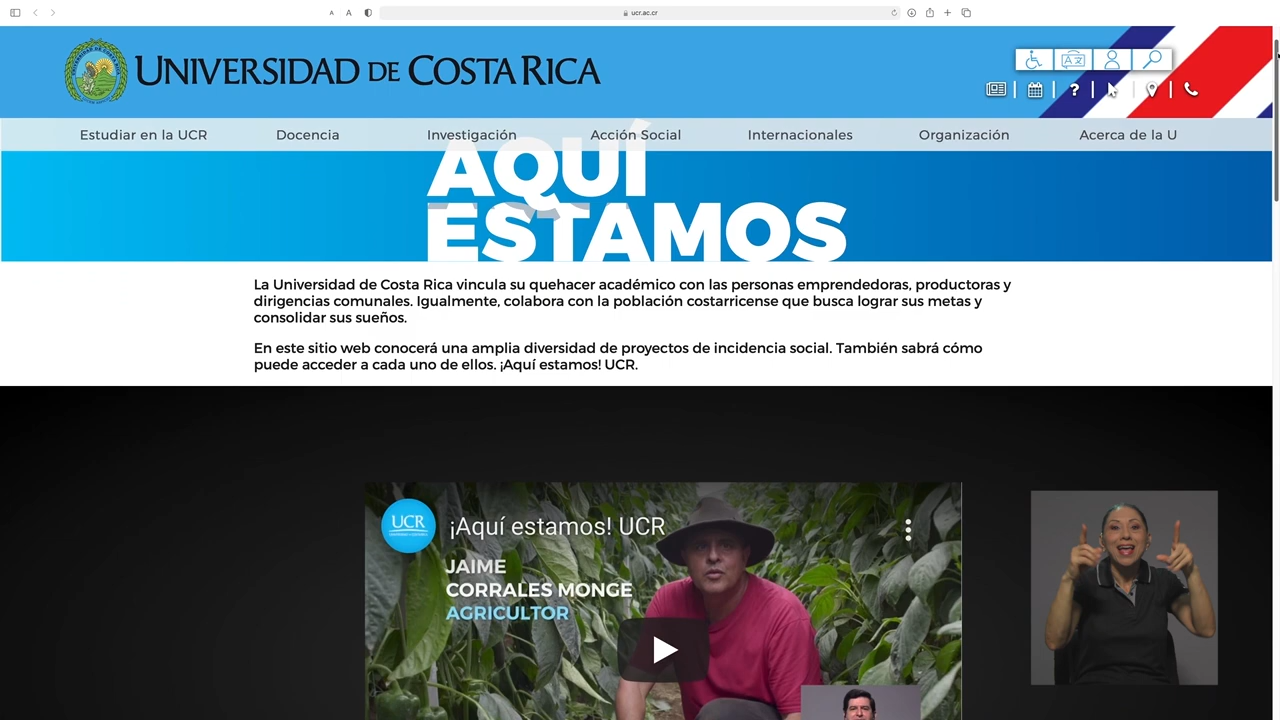 A A ucr.ac.cr
UNIVERSIDAD DE COSTA RICA
Estudiar en la UCR Docencia Investigación Acción Social Internacionales Organización Acerca de la U
AQUÍ
ESTAMOS
La Universidad de Costa Rica vincula su quehacer académico con las personas emprendedoras, productoras y
dirigencias comunales. Igualmente, colabora con la población costarricense que busca lograr sus metas y
consolidar sus sueños.
En este sitio web conocerá una amplia diversidad de proyectos de incidencia social. También sabrá cómo
puede acceder a cada uno de ellos. ¡Aquí estamos! UCR.
UCR
¡Aquí estamos! UCR
JAIME
CORRALES MONGE
AGRICULTOR